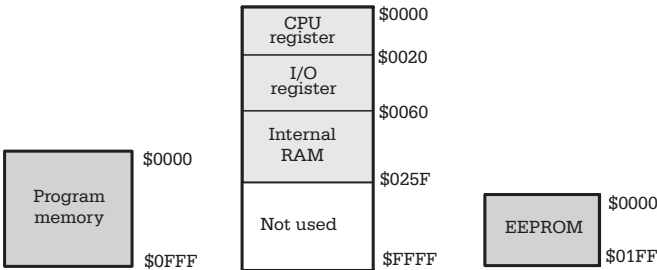 CPU
register
$0000
$0020
I/O
register
$0060
Internal
RAM
$025F
Not used
$FFFF
$0000
Program
memory
$0FFF
$0000
EEPROM
$01FF